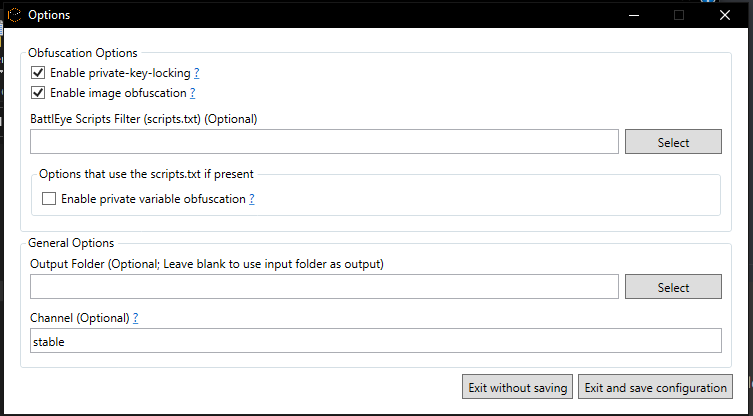 Options
Obfuscation Options
Enable private-key-locking ?
Enable image obfuscation ?
BattlEye Scripts Filter (scripts.txt) (Optional)
Select
Options that use the scripts.txt if present
Enable private variable obfuscation ?
General Options
Output Folder (Optional; Leave blank to use input folder as output)
Select
Channel (Optional) ?
stable
Exit without saving Exit and save configuration